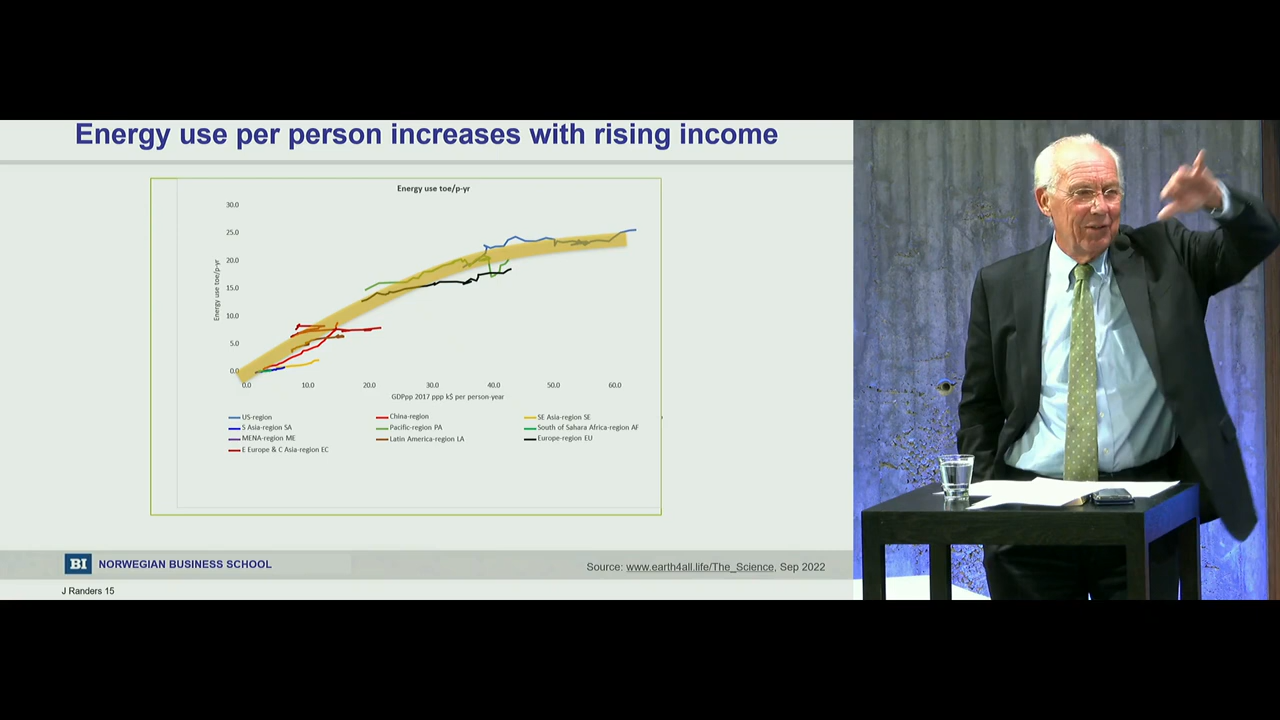 Energy use per person increases with rising income
Energy use toe/p-yr
30.0
25.0
20.0
15.0
10.0
5.0
0.0
Energy use toe/p-yr
0.0 10.0 20.0 30.0 40.0 50.0 60.0
GDPpp 2017 ppp k$ per person-year
US-region China-region SE Asia-region SE
S Asia-region SA Pacific-region PA South of Sahara Africa-region AF
MENA-region ME Latin America-region LA Europe-region EU
E Europe & C Asia-region EC
BI NORWEGIAN BUSINESS SCHOOL
Source: www.earth4all.life/The_Science, Sep 2022
J Randers 15